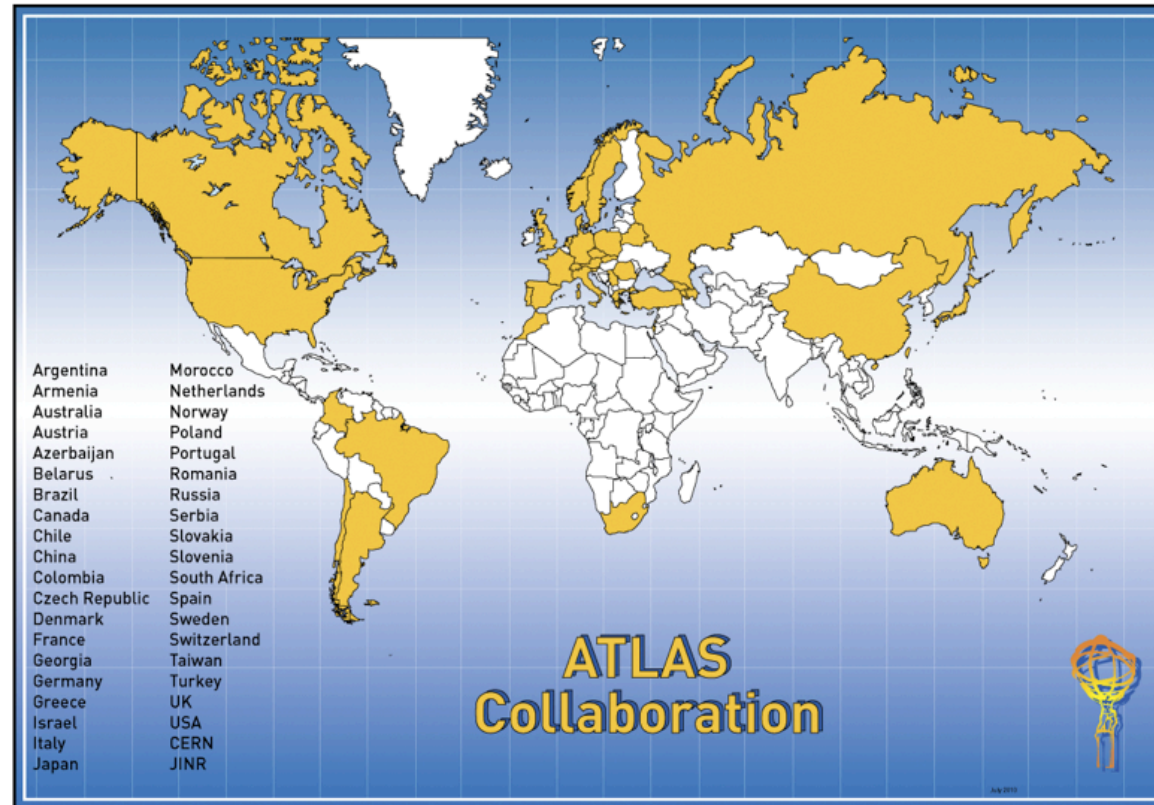 Argentina
Armenia
Australia
Austria
Azerbaijan
Belarus
Brazil
Canada
Chile
China
Colombia
Czech Republic
Denmark
France
Georgia
Germany
Greece
Israel
Italy
Japan
Morocco
Netherlands
Norway
Poland
Portugal
Romania
Russia
Serbia
Slovakia
Slovenia
South Africa
Spain
Sweden
Switzerland
Taiwan
Turkey
UK
USA
CERN
JINR
ATLAS
Collaboration
July 2010